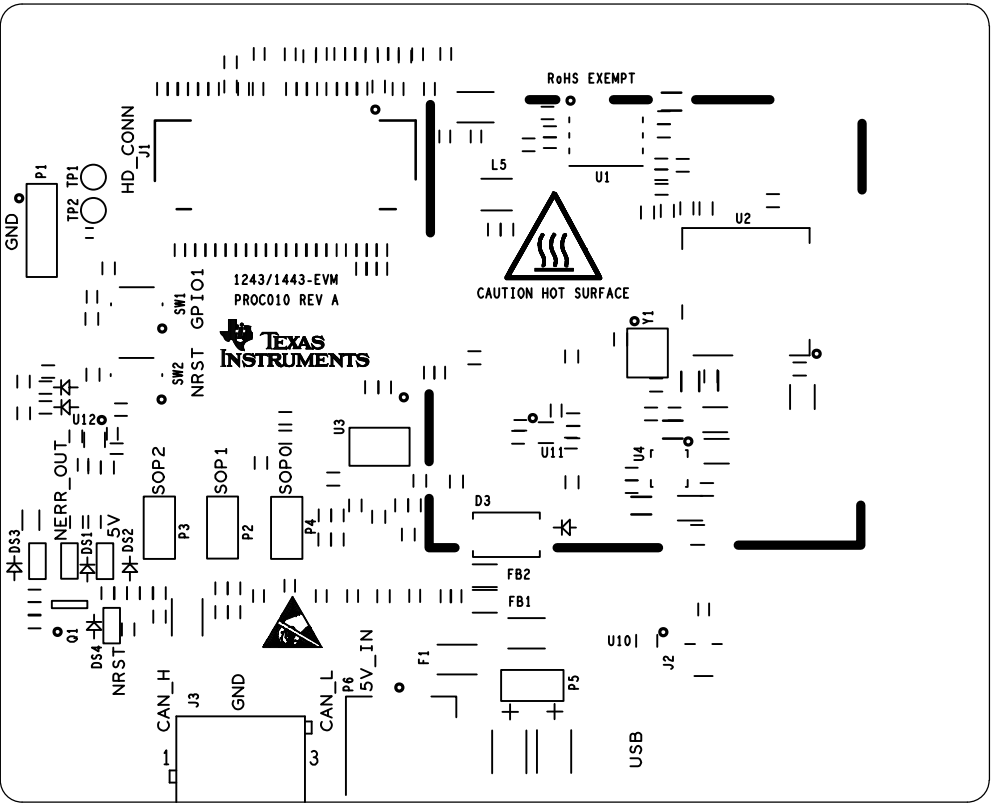 RoHS EXEMPT
HD_CONN
J1
P1
TP1
TP2
GND
L5
U1
U2
CAUTION HOT SURFACE
1243/1443-EVM
PROC010 REV A
SW1
GPIO1
TEXAS
INSTRUMENTS
SW2
NRST
Y1
U12
U3
U11
U4
NERR_OUT
SOP2
SOP1
SOP0
P3
P2
P4
D3
DS3
DS1
5V
DS2
FB2
FB1
Q1
DS4
NRST
U10
J2
CAN_H
J3
GND
CAN_L
P6
5V_IN
F1
P5
+ +
1
3
USB